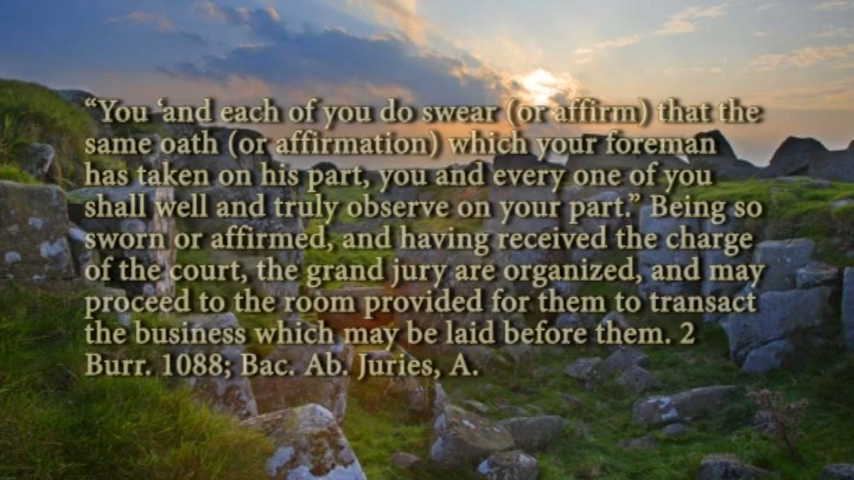 “You ‘and each of you do swear (or affirm) that the
same oath (or affirmation) which your foreman
has taken on his part, you and every one of you
shall well and truly observe on your part.” Being so
sworn or affirmed, and having received the charge
of the court, the grand jury are organized, and may
proceed to the room provided for them to transact
the business which may be laid before them. 2
Burr. 1088; Bac. Ab. Juries, A.